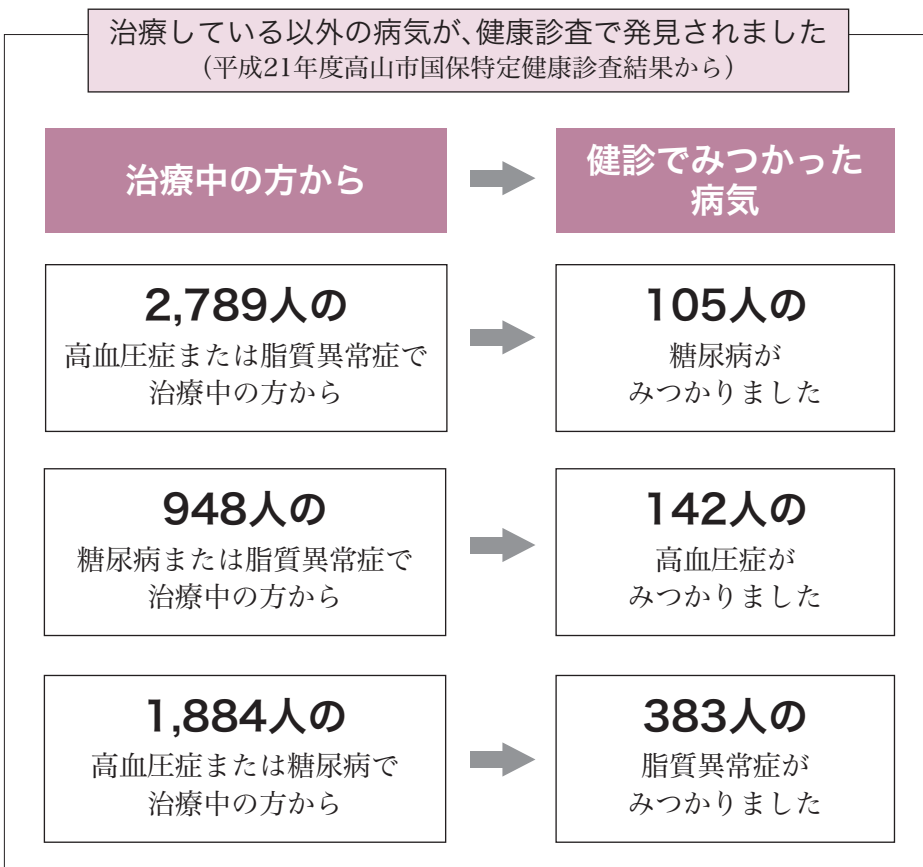 治療している以外の病気が、健康診査で発見されました
(平成21年度高山市国保特定健康診査結果から)
治療中の方から
健診でみつかった
病気
2,789人の
高血圧症または脂質異常症で
治療中の方から
105人の
糖尿病が
みつかりました
948人の
糖尿病または脂質異常症で
治療中の方から
142人の
高血圧症が
みつかりました
1,884人の
高血圧症または糖尿病で
治療中の方から
383人の
脂質異常症が
みつかりました